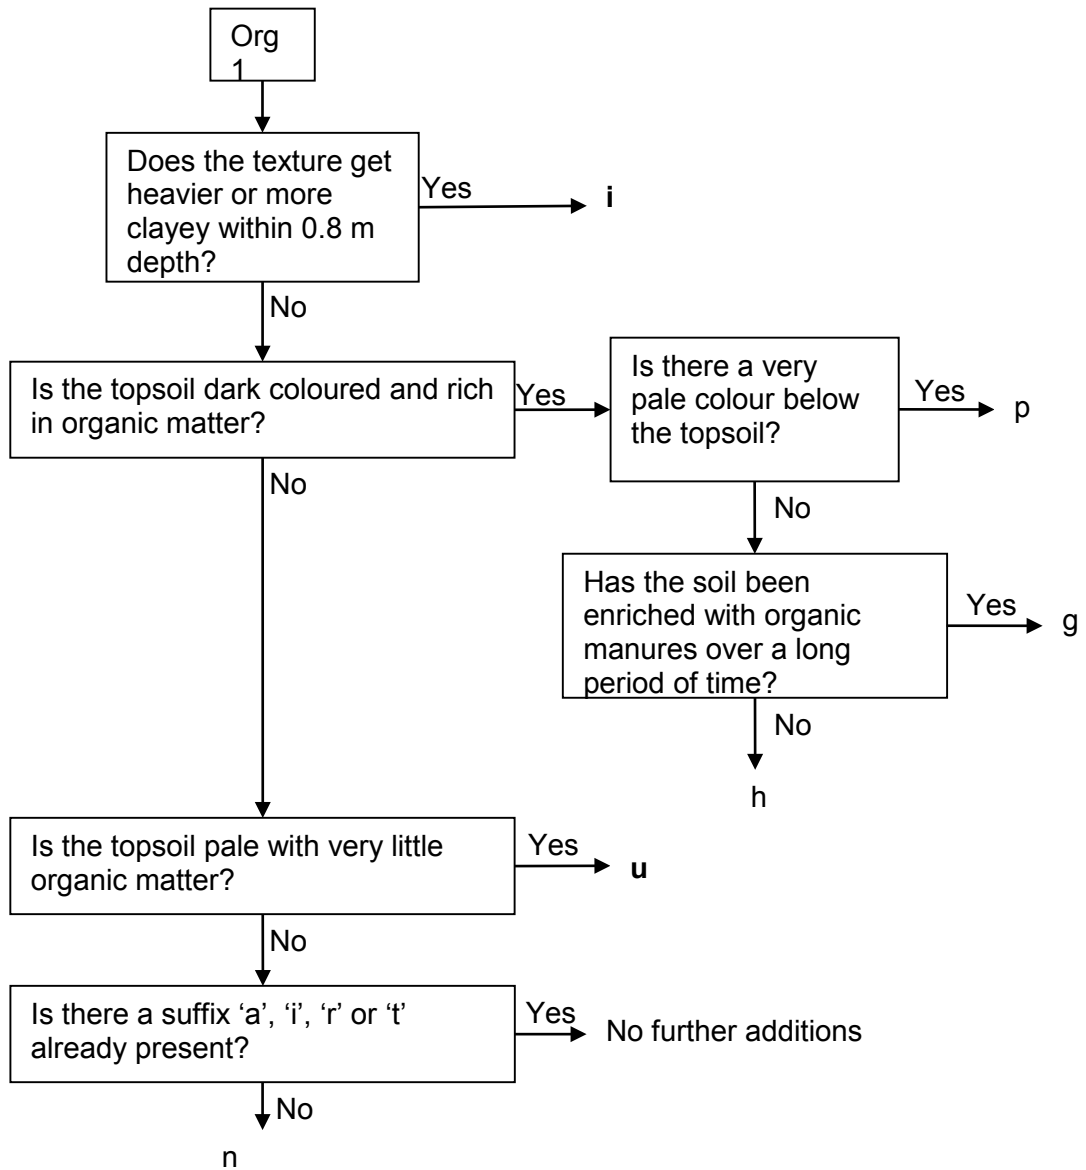 Org
1
Does the texture get
heavier or more
clayey within 0.8 m
depth?
Yes
i
No
Is the topsoil dark coloured and rich
in organic matter?
Yes
Is there a very
pale colour below
the topsoil?
Yes
p
No
No
Has the soil been
enriched with organic
manures over a long
period of time?
Yes
g
No
h
Is the topsoil pale with very little
organic matter?
Yes
u
No
Is there a suffix ‘a’, ‘i’, ‘r’ or ‘t’
already present?
Yes
No further additions
No
n